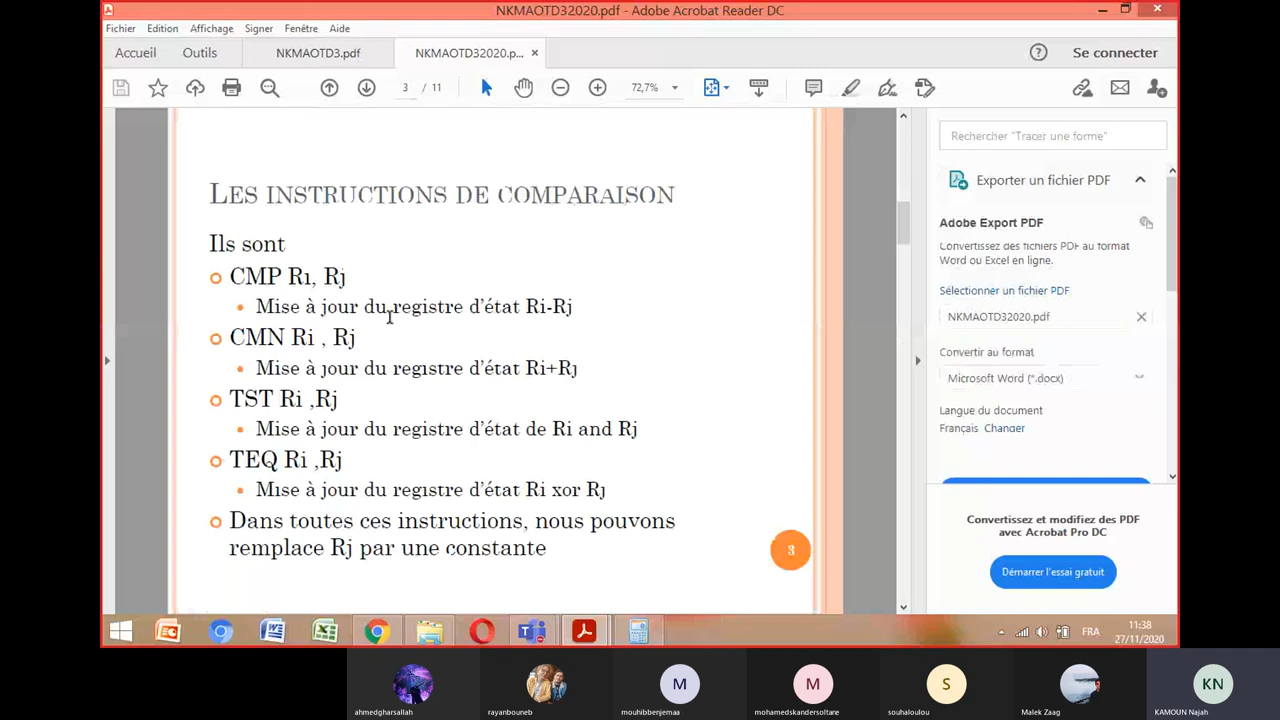 NKMAOTD32020.pdf - Adobe Acrobat Reader DC
Fichier Edition Affichage Signer Fenêtre Aide
Accueil Outils NKMAOTD3.pdf NKMAOTD32020.p... ×
Se connecter
3 / 11 72,7%
LES INSTRUCTIONS DE COMPARAISON
Ils sont
CMP Ri, Rj
Mise à jour du registre d'état Ri-Rj
CMN Ri , Rj
Mise à jour du registre d'état Ri+Rj
TST Ri ,Rj
Mise à jour du registre d'état de Ri and Rj
TEQ Ri ,Rj
Mise à jour du registre d'état Ri xor Rj
Dans toutes ces instructions, nous pouvons
remplace Rj par une constante
3
Rechercher "Tracer une forme"
Exporter un fichier PDF
Adobe Export PDF
Convertissez des fichiers PDF au format
Word ou Excel en ligne.
Sélectionner un fichier PDF
NKMAOTD32020.pdf
Convertir au format
Microsoft Word (*.docx)
Langue du document
Français Changer
Convertissez et modifiez des PDF
avec Acrobat Pro DC
Démarrer l'essai gratuit
FRA
11:38
27/11/2020
M M S KN
ahmedgharsallah rayanbouneb mouhibbenjemaa mohamedskandersoltane souhaloulou Malek Zaag KAMOUN Najah